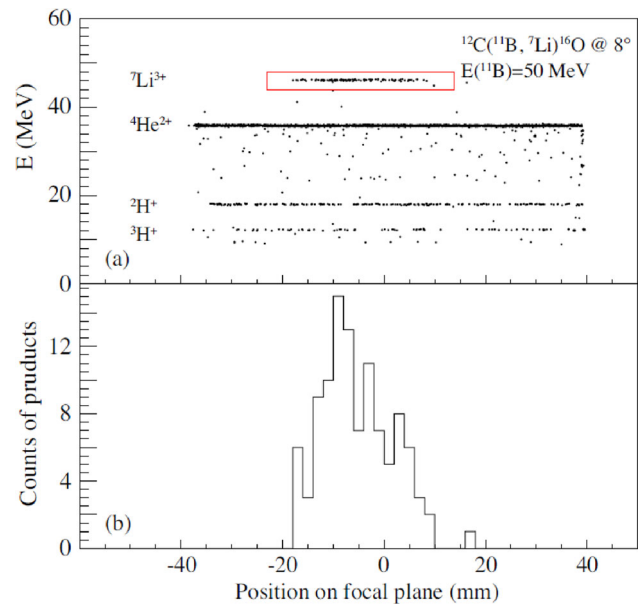 60
¹²C(¹¹B, ⁷Li)¹⁶O @ 8°
E(¹¹B)=50 MeV
⁷Li³⁺
40
E (MeV)
⁴He²⁺
20
²H⁺
³H⁺
(a)
0
12
8
Counts of pruducts
4
(b)
0
-40 -20 0 20 40
Position on focal plane (mm)